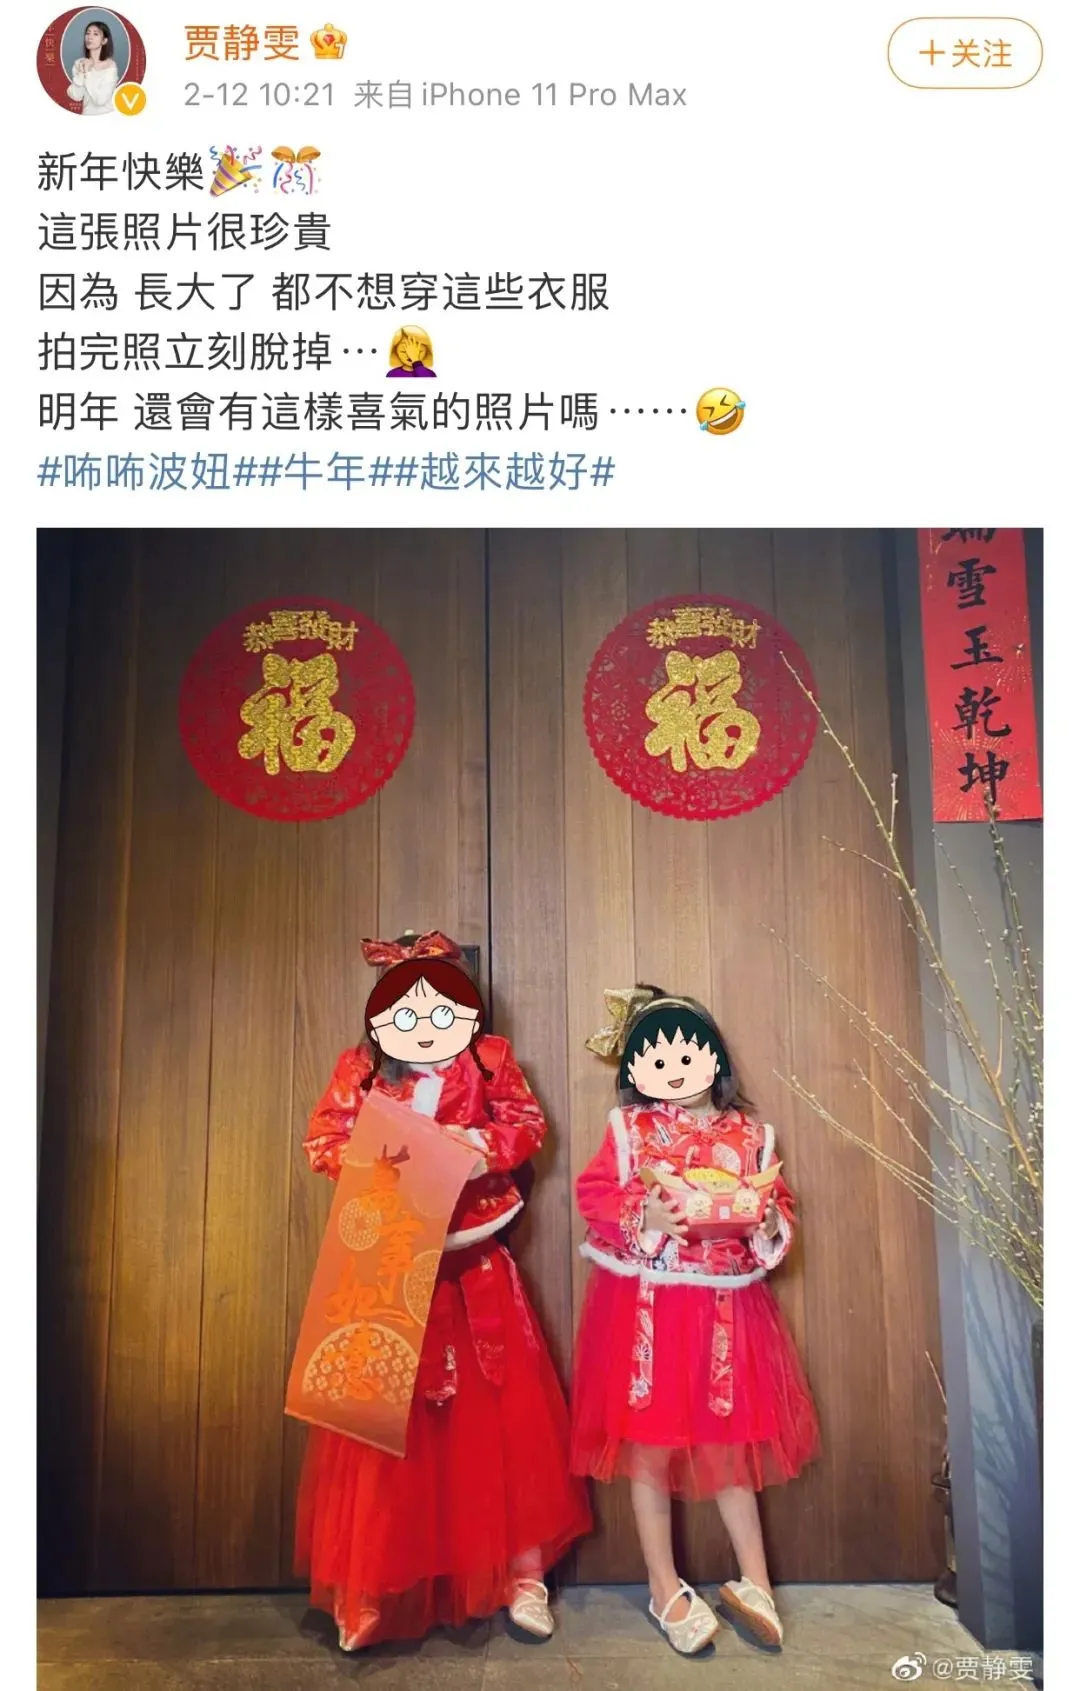 贾静雯
+关注
2-12 10:21 来自 iPhone 11 Pro Max
新年快樂
這張照片很珍貴
因為 長大了 都不想穿這些衣服
拍完照立刻脫掉⋯
明年 還會有這樣喜氣的照片嗎⋯⋯
#咘咘波妞##牛年##越來越好#
恭喜發財
福
恭喜發財
福
瑞雪玉乾坤
如意
@贾静雯